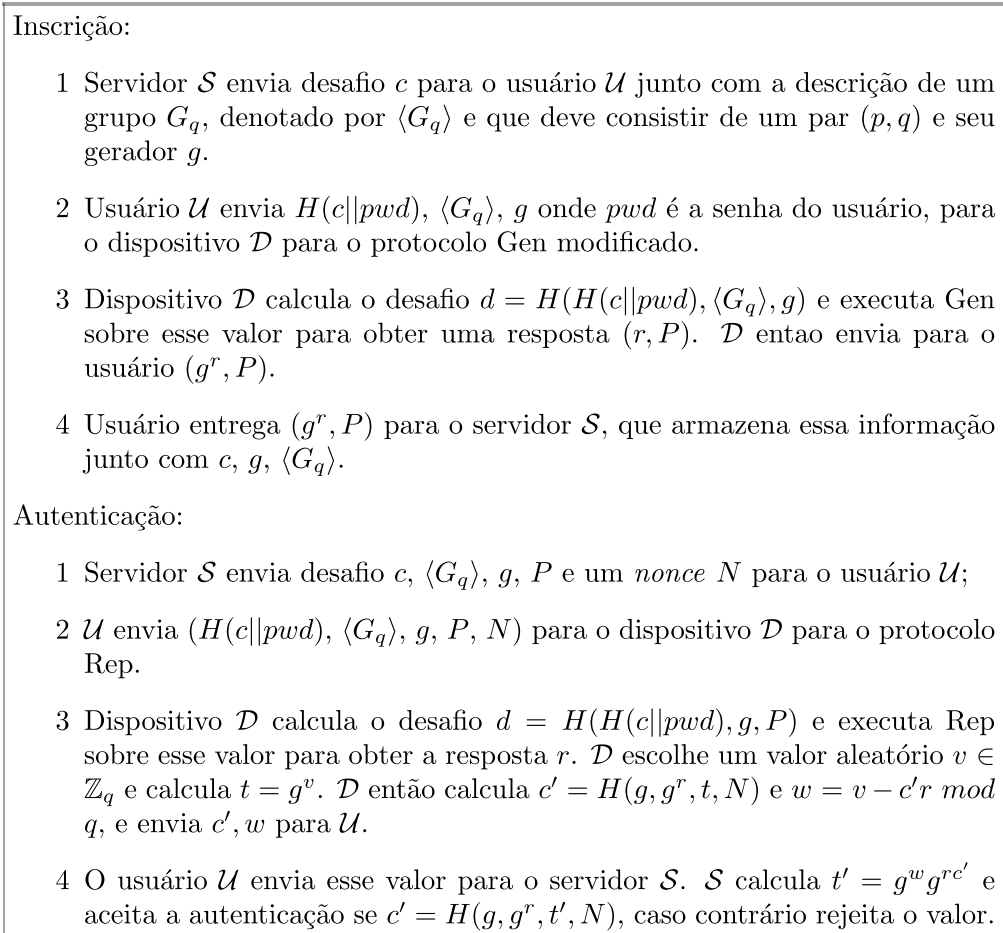 Inscrição:
1 Servidor 𝒮 envia desafio c para o usuário 𝒰 junto com a descrição de um
grupo G_q, denotado por ⟨G_q⟩ e que deve consistir de um par (p, q) e seu
gerador g.
2 Usuário 𝒰 envia H(c||pwd), ⟨G_q⟩, g onde pwd é a senha do usuário, para
o dispositivo 𝒟 para o protocolo Gen modificado.
3 Dispositivo 𝒟 calcula o desafio d = H(H(c||pwd), ⟨G_q⟩, g) e executa Gen
sobre esse valor para obter uma resposta (r, P). 𝒟 entao envia para o
usuário (g^r, P).
4 Usuário entrega (g^r, P) para o servidor 𝒮, que armazena essa informação
junto com c, g, ⟨G_q⟩.
Autenticação:
1 Servidor 𝒮 envia desafio c, ⟨G_q⟩, g, P e um nonce N para o usuário 𝒰;
2 𝒰 envia (H(c||pwd), ⟨G_q⟩, g, P, N) para o dispositivo 𝒟 para o protocolo
Rep.
3 Dispositivo 𝒟 calcula o desafio d = H(H(c||pwd), g, P) e executa Rep
sobre esse valor para obter a resposta r. 𝒟 escolhe um valor aleatório v ∈
ℤ_q e calcula t = g^v. 𝒟 então calcula c′ = H(g, g^r, t, N) e w = v − c′r mod
q, e envia c′, w para 𝒰.
4 O usuário 𝒰 envia esse valor para o servidor 𝒮. 𝒮 calcula t′ = g^w g^{rc′} e
aceita a autenticação se c′ = H(g, g^r, t′, N), caso contrário rejeita o valor.